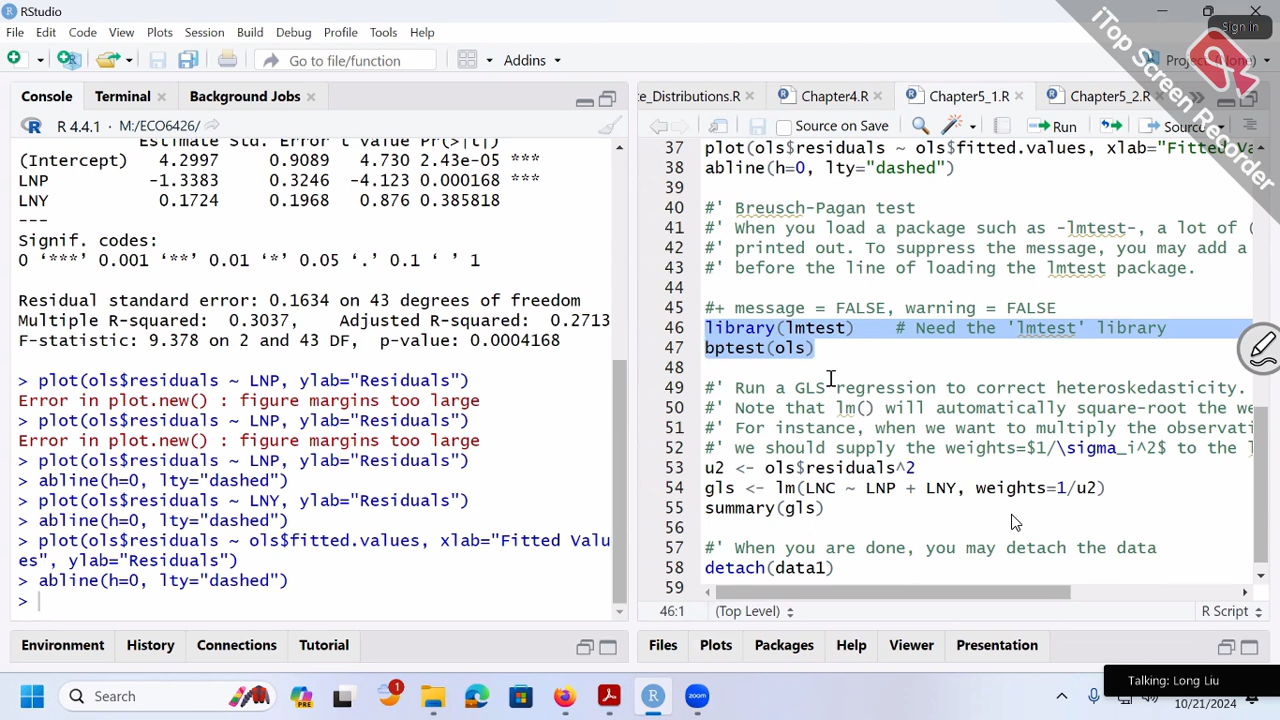 RStudio
Sign in
File Edit Code View Plots Session Build Debug Profile Tools Help
Go to file/function
Addins
iTop Screen Recorder
Console Terminal Background Jobs
e_Distributions.R Chapter4.R Chapter5_1.R Chapter5_2.R
R 4.4.1 · M:/ECO6426/
Source on Save Run Source
Estimate Std. Error t value Pr(>|t|)
(Intercept) 4.2997 0.9089 4.730 2.43e-05 ***
LNP -1.3383 0.3246 -4.123 0.000168 ***
LNY 0.1724 0.1968 0.876 0.385818
---
Signif. codes:
0 ‘***’ 0.001 ‘**’ 0.01 ‘*’ 0.05 ‘.’ 0.1 ‘ ’ 1
Residual standard error: 0.1634 on 43 degrees of freedom
Multiple R-squared: 0.3037, Adjusted R-squared: 0.2713
F-statistic: 9.378 on 2 and 43 DF, p-value: 0.0004168
> plot(ols$residuals ~ LNP, ylab="Residuals")
Error in plot.new() : figure margins too large
> plot(ols$residuals ~ LNP, ylab="Residuals")
Error in plot.new() : figure margins too large
> plot(ols$residuals ~ LNP, ylab="Residuals")
> abline(h=0, lty="dashed")
> plot(ols$residuals ~ LNY, ylab="Residuals")
> abline(h=0, lty="dashed")
> plot(ols$residuals ~ ols$fitted.values, xlab="Fitted Valu
es", ylab="Residuals")
> abline(h=0, lty="dashed")
>
37 plot(ols$residuals ~ ols$fitted.values, xlab="Fitted Va
38 abline(h=0, lty="dashed")
39
40 #' Breusch-Pagan test
41 #' When you load a package such as -lmtest-, a lot of (
42 #' printed out. To suppress the message, you may add a
43 #' before the line of loading the lmtest package.
44
45 #+ message = FALSE, warning = FALSE
46 library(lmtest) # Need the 'lmtest' library
47 bptest(ols)
48
49 #' Run a GLS regression to correct heteroskedasticity.
50 #' Note that lm() will automatically square-root the we
51 #' For instance, when we want to multiply the observat
52 #' we should supply the weights=$1/\sigma_i^2$ to the l
53 u2 <- ols$residuals^2
54 gls <- lm(LNC ~ LNP + LNY, weights=1/u2)
55 summary(gls)
56
57 #' When you are done, you may detach the data
58 detach(data1)
59
46:1 (Top Level) R Script
Environment History Connections Tutorial
Files Plots Packages Help Viewer Presentation
Talking: Long Liu
Search
PRE
1
zoom
10/21/2024